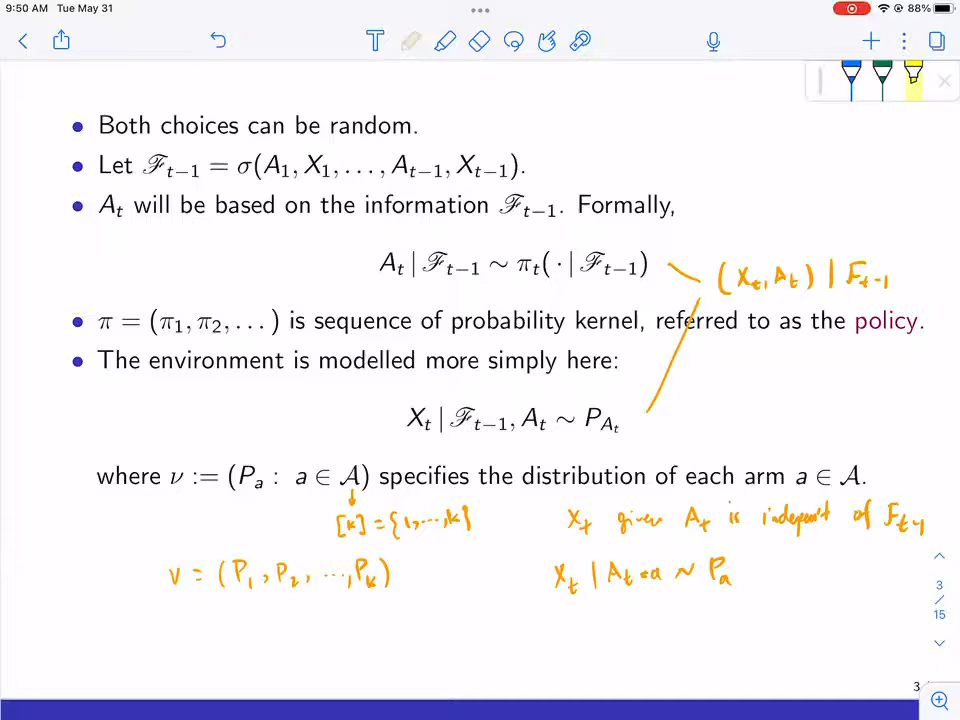 9:50 AM Tue May 31
88%
• Both choices can be random.
• Let ℱ_{t−1} = σ(A_1, X_1, . . . , A_{t−1}, X_{t−1}).
• A_t will be based on the information ℱ_{t−1}. Formally,
A_t | ℱ_{t−1} ∼ π_t( · | ℱ_{t−1})
(X_t, A_t) | F_{t-1}
• π = (π_1, π_2, . . . ) is sequence of probability kernel, referred to as the policy.
• The environment is modelled more simply here:
X_t | ℱ_{t−1}, A_t ∼ P_{A_t}
where ν := (P_a : a ∈ 𝒜) specifies the distribution of each arm a ∈ 𝒜.
[k] = {1, ..., k}
X_t given A_t is independent of F_{t-1}
ν = (P_1, P_2, ..., P_k)
X_t | A_t = a ~ P_a
3
/
15
3